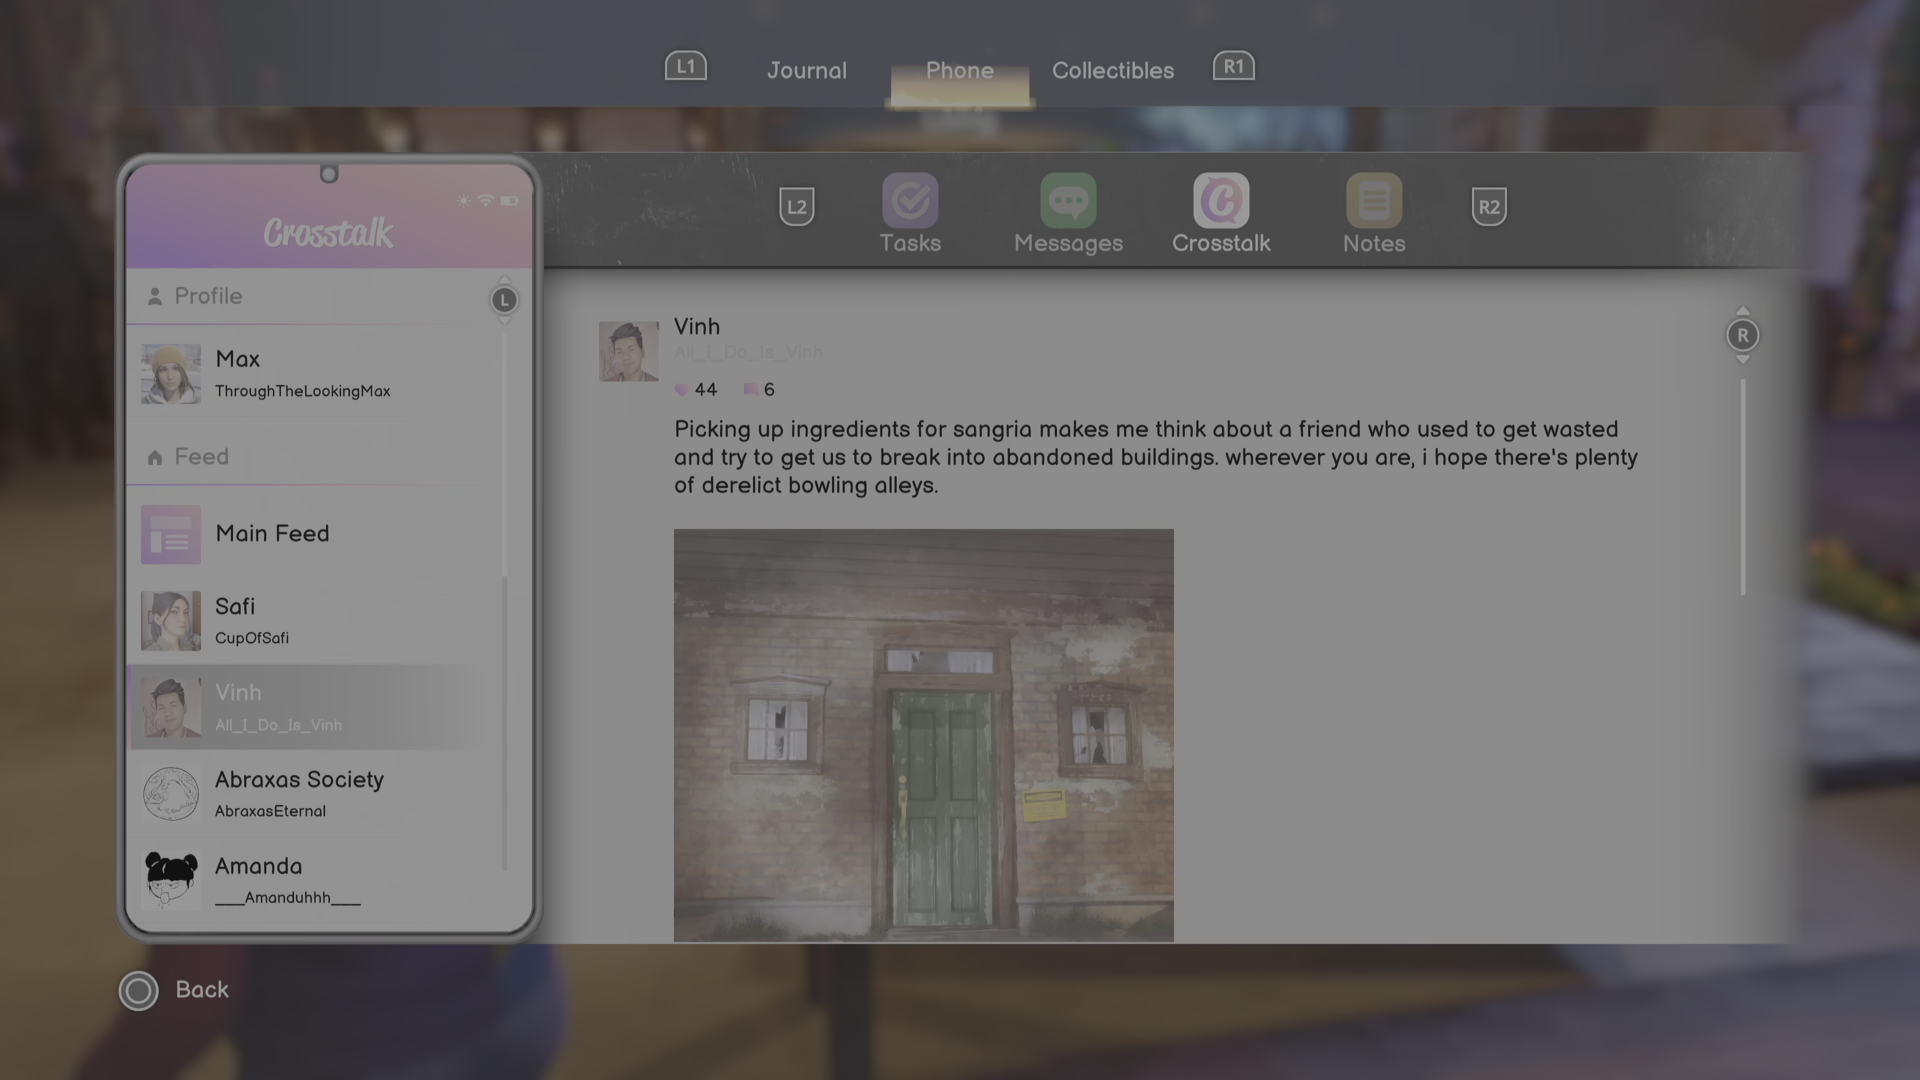 L1
Journal
Phone
Collectibles
R1
Crosstalk
L2
Tasks
Messages
Crosstalk
Notes
R2
Profile
L
Max
ThroughTheLookingMax
Feed
Main Feed
Safi
CupOfSafi
Vinh
All_I_Do_Is_Vinh
Abraxas Society
AbraxasEternal
Amanda
___Amanduhhh___
Vinh
All_I_Do_Is_Vinh
44
6
Picking up ingredients for sangria makes me think about a friend who used to get wasted
and try to get us to break into abandoned buildings. wherever you are, i hope there's plenty
of derelict bowling alleys.
R
Back